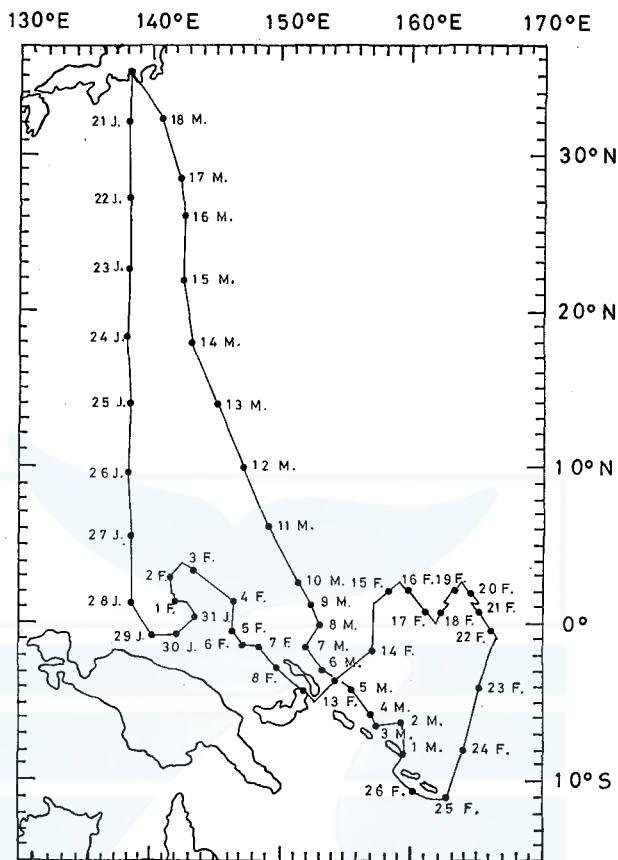 130°E 140°E 150°E 160°E 170°E
21 J. 18 M.
30°N
17 M.
22 J. 16 M.
23 J. 15 M.
20°N
24 J. 14 M.
25 J. 13 M.
26 J. 12 M. 10°N
27 J. 11 M.
3 F.
2 F. 10 M. 15 F. 16 F. 19 F. 20 F.
28 J. 1 F. 4 F. 9 M. 21 F.
31 J. 8 M. 17 F. 18 F. 0°
29 J. 30 J. 5 F. 22 F.
6 F. 7 F. 7 M. 14 F.
8 F. 6 M.
13 F. 5 M. 23 F.
4 M.
3 M. 2 M.
1 M. 24 F.
26 F. 25 F. 10°S